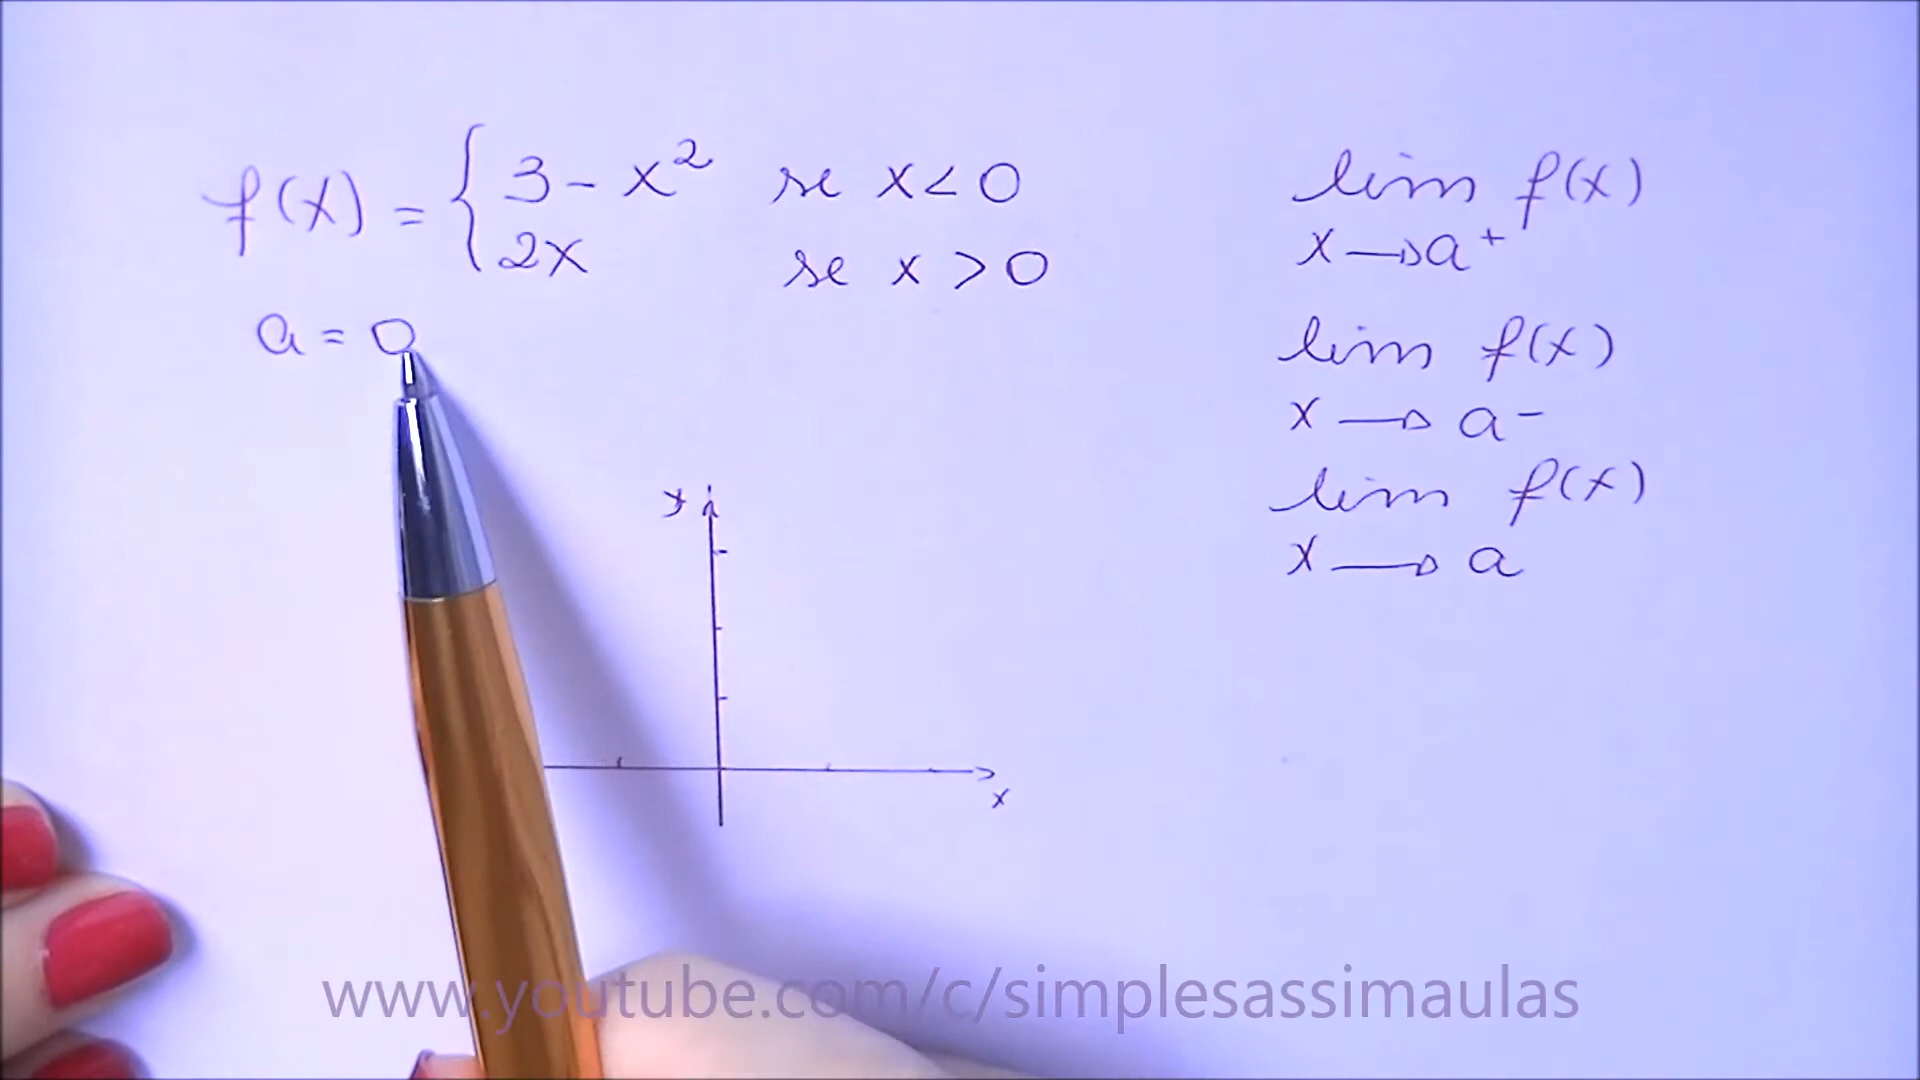 f(x) = { 3 - x² se x < 0
2x se x > 0
a = 0
lim f(x)
x → a⁺
lim f(x)
x → a⁻
lim f(x)
x → a
y
x
www.youtube.com/c/simplesassimaulas